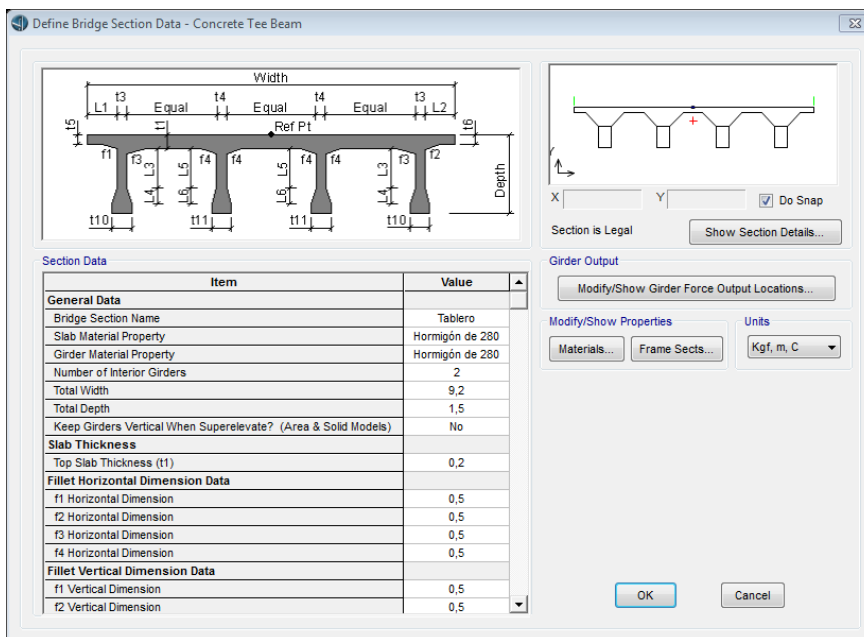 Define Bridge Section Data - Concrete Tee Beam
Width
L1 t3 Equal t4 Equal t4 Equal t3 L2
t5 t1 Ref Pt t6
f1 f3 L3 L5 f4 f4 L5 f4 f4 L3 f3 f2
L4 L6 L6 L4 Depth
t10 t11 t11 t10
Y
X Y Do Snap
Section is Legal Show Section Details...
Section Data
Item Value
General Data
Bridge Section Name Tablero
Slab Material Property Hormigón de 280
Girder Material Property Hormigón de 280
Number of Interior Girders 2
Total Width 9,2
Total Depth 1,5
Keep Girders Vertical When Superelevate? (Area & Solid Models) No
Slab Thickness
Top Slab Thickness (t1) 0,2
Fillet Horizontal Dimension Data
f1 Horizontal Dimension 0,5
f2 Horizontal Dimension 0,5
f3 Horizontal Dimension 0,5
f4 Horizontal Dimension 0,5
Fillet Vertical Dimension Data
f1 Vertical Dimension 0,5
f2 Vertical Dimension 0,5
Girder Output
Modify/Show Girder Force Output Locations...
Modify/Show Properties
Materials... Frame Sects...
Units
Kgf, m, C
OK Cancel